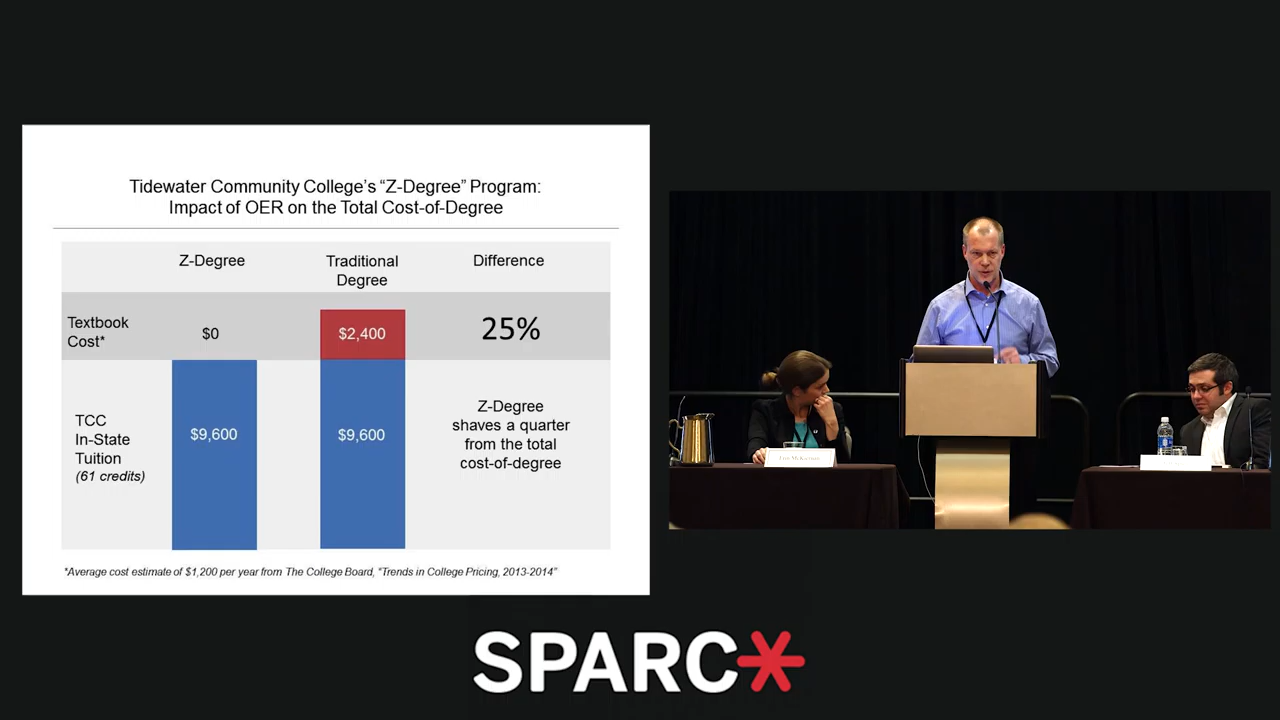 Tidewater Community College's “Z-Degree” Program:
Impact of OER on the Total Cost-of-Degree
Z-Degree
Traditional
Degree
Difference
Textbook
Cost*
$0
$2,400
25%
TCC
In-State
Tuition
(61 credits)
$9,600
$9,600
Z-Degree
shaves a quarter
from the total
cost-of-degree
*Average cost estimate of $1,200 per year from The College Board, “Trends in College Pricing, 2013-2014”
SPARC